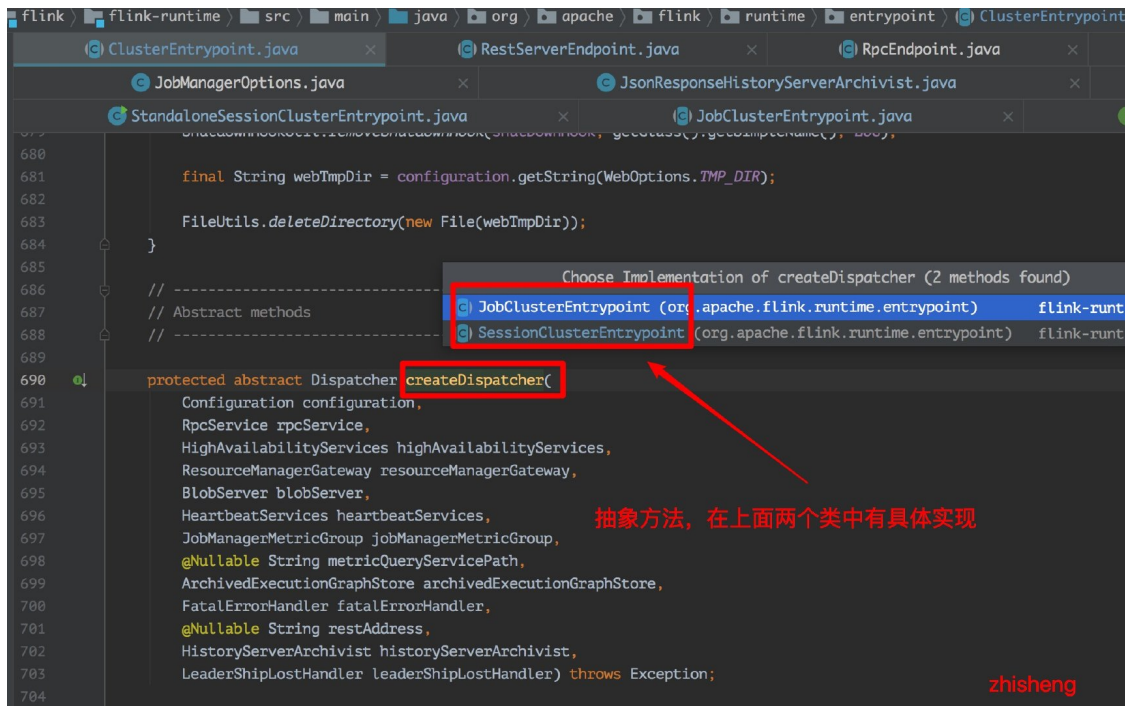 flink flink-runtime src main java org apache flink runtime entrypoint ClusterEntrypoint
ClusterEntrypoint.java RestServerEndpoint.java RpcEndpoint.java
JobManagerOptions.java JsonResponseHistoryServerArchivist.java
StandaloneSessionClusterEntrypoint.java JobClusterEntrypoint.java
680
681 final String webTmpDir = configuration.getString(WebOptions.TMP_DIR);
682
683 FileUtils.deleteDirectory(new File(webTmpDir));
684 }
685
Choose Implementation of createDispatcher (2 methods found)
686 // --------------------------------
JobClusterEntrypoint (org.apache.flink.runtime.entrypoint) flink-runt
687 // Abstract methods
SessionClusterEntrypoint (org.apache.flink.runtime.entrypoint) flink-runt
688 // --------------------------------
689
690 protected abstract Dispatcher createDispatcher(
691 Configuration configuration,
692 RpcService rpcService,
693 HighAvailabilityServices highAvailabilityServices,
694 ResourceManagerGateway resourceManagerGateway,
695 BlobServer blobServer,
696 HeartbeatServices heartbeatServices,
抽象方法，在上面两个类中有具体实现
697 JobManagerMetricGroup jobManagerMetricGroup,
698 @Nullable String metricQueryServicePath,
699 ArchivedExecutionGraphStore archivedExecutionGraphStore,
700 FatalErrorHandler fatalErrorHandler,
701 @Nullable String restAddress,
702 HistoryServerArchivist historyServerArchivist,
703 LeaderShipLostHandler leaderShipLostHandler) throws Exception;
zhisheng
704